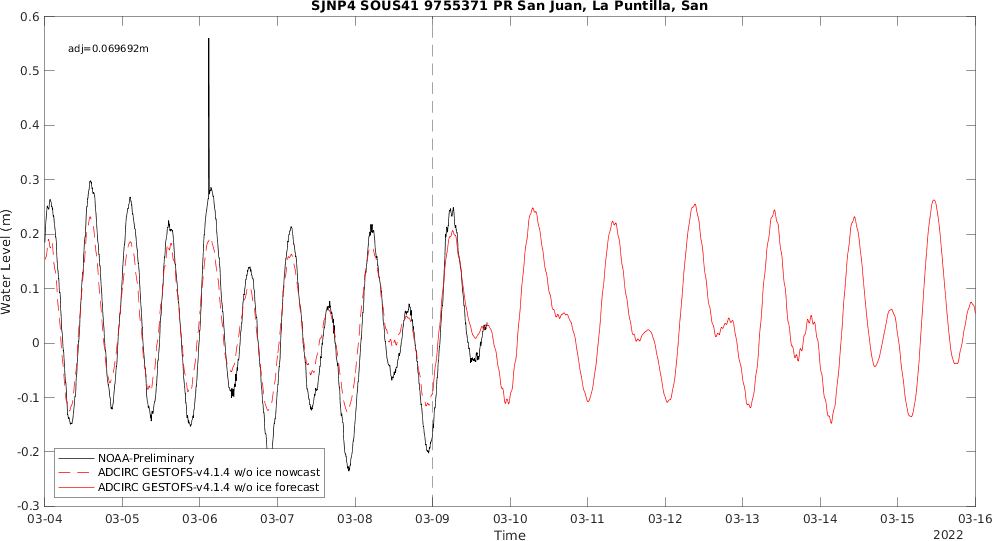 SJNP4 SOUS41 9755371 PR San Juan, La Puntilla, San
adj=0.069692m
Water Level (m)
0.6
0.5
0.4
0.3
0.2
0.1
0
-0.1
-0.2
-0.3
NOAA-Preliminary
ADCIRC GESTOFS-v4.1.4 w/o ice nowcast
ADCIRC GESTOFS-v4.1.4 w/o ice forecast
03-04 03-05 03-06 03-07 03-08 03-09 03-10 03-11 03-12 03-13 03-14 03-15 03-16
Time
2022